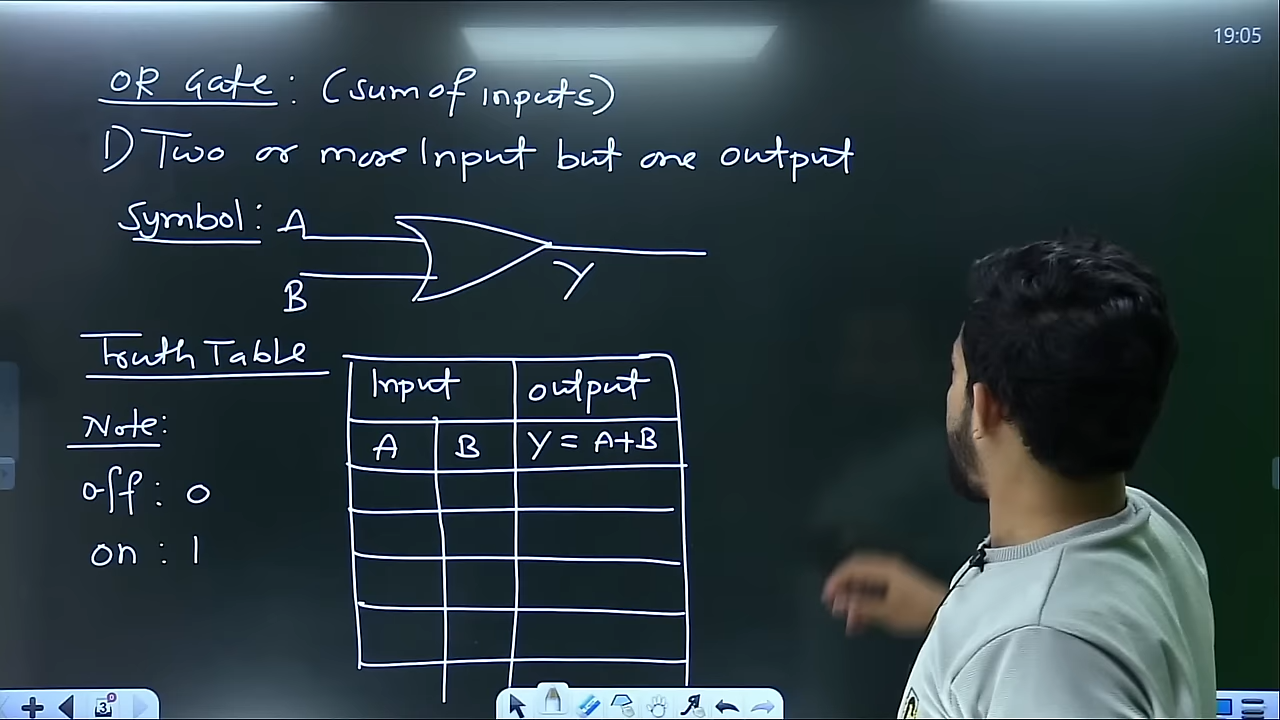 19:05
OR Gate: (sum of inputs)
1) Two or more Input but one output
Symbol: A
B
Y
Truth Table
Input output
A B Y = A+B
Note:
off: 0
on: 1
3